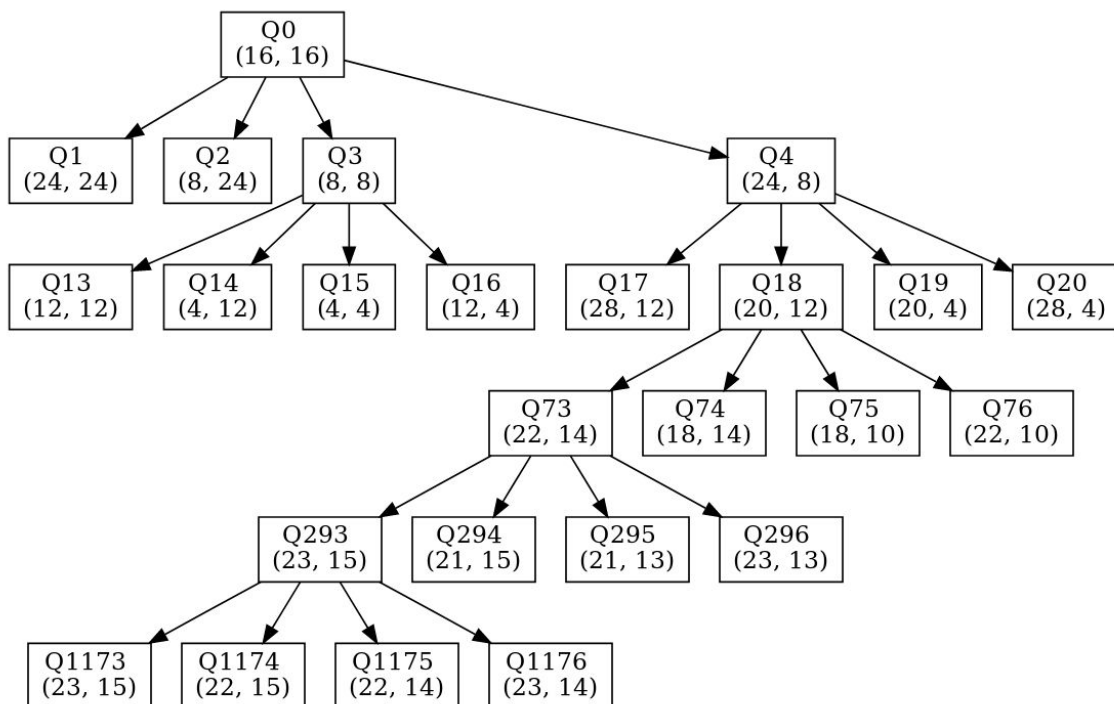 Q0
(16, 16)
Q1
(24, 24)
Q2
(8, 24)
Q3
(8, 8)
Q4
(24, 8)
Q13
(12, 12)
Q14
(4, 12)
Q15
(4, 4)
Q16
(12, 4)
Q17
(28, 12)
Q18
(20, 12)
Q19
(20, 4)
Q20
(28, 4)
Q73
(22, 14)
Q74
(18, 14)
Q75
(18, 10)
Q76
(22, 10)
Q293
(23, 15)
Q294
(21, 15)
Q295
(21, 13)
Q296
(23, 13)
Q1173
(23, 15)
Q1174
(22, 15)
Q1175
(22, 14)
Q1176
(23, 14)